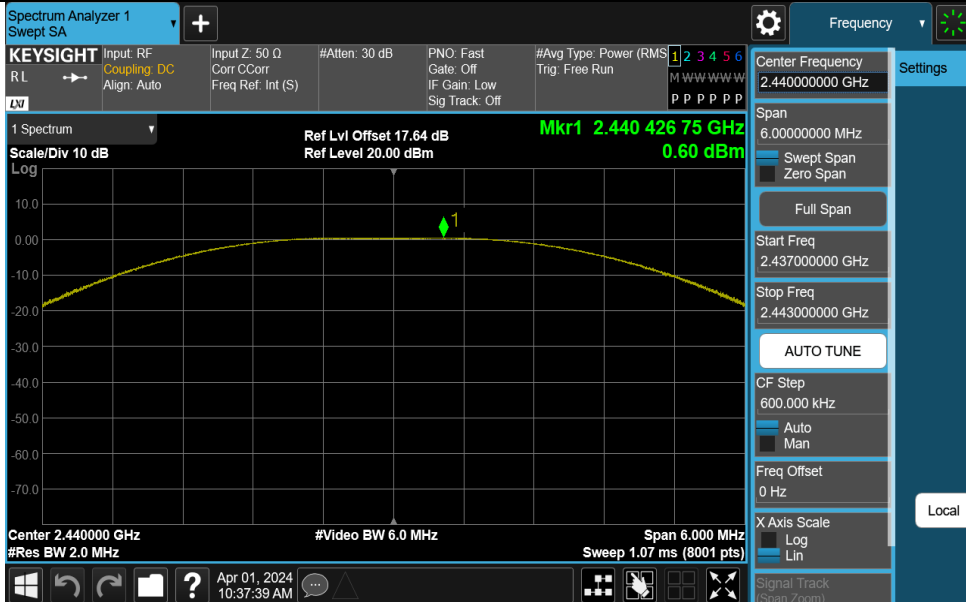 Spectrum Analyzer 1
Swept SA
+
Frequency
KEYSIGHT
R L
LXI
Input: RF
Coupling: DC
Align: Auto
Input Z: 50 Ω
Corr CCorr
Freq Ref: Int (S)
#Atten: 30 dB
PNO: Fast
Gate: Off
IF Gain: Low
Sig Track: Off
#Avg Type: Power (RMS
Trig: Free Run
1 2 3 4 5 6
M W W W W W
P P P P P P
1 Spectrum
Scale/Div 10 dB
Log
Ref Lvl Offset 17.64 dB
Ref Level 20.00 dBm
Mkr1 2.440 426 75 GHz
0.60 dBm
1
10.0
0.00
-10.0
-20.0
-30.0
-40.0
-50.0
-60.0
-70.0
Center 2.440000 GHz
#Res BW 2.0 MHz
#Video BW 6.0 MHz
Span 6.000 MHz
Sweep 1.07 ms (8001 pts)
?
Apr 01, 2024
10:37:39 AM
Center Frequency
2.440000000 GHz
Span
6.00000000 MHz
Swept Span
Zero Span
Full Span
Start Freq
2.437000000 GHz
Stop Freq
2.443000000 GHz
AUTO TUNE
CF Step
600.000 kHz
Auto
Man
Freq Offset
0 Hz
X Axis Scale
Log
Lin
Signal Track
(Span Zoom)
Settings
Local